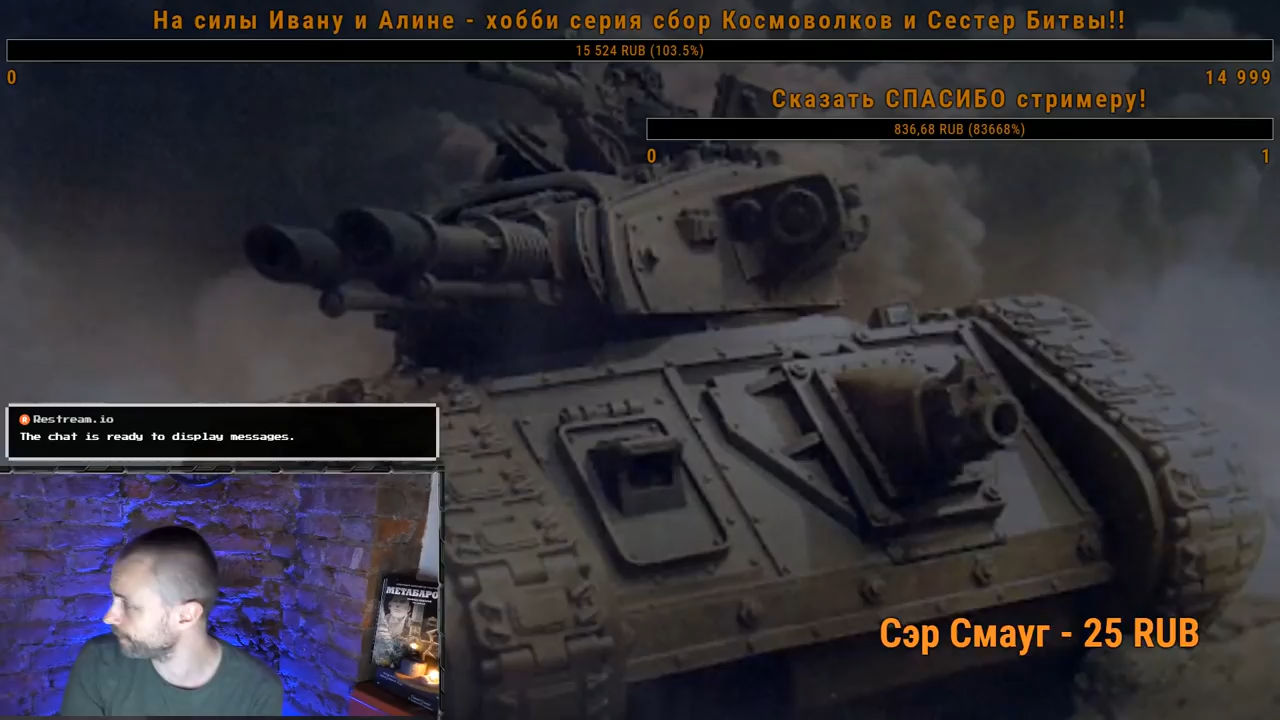 На силы Ивану и Алине - хобби серия сбор Космоволков и Сестер Битвы!!
15 524 RUB (103.5%)
0
14 999
Сказать СПАСИБО стримеру!
836,68 RUB (83668%)
0
1
Restream.io
The chat is ready to display messages.
МЕТАБАРО
Сэр Смауг - 25 RUB